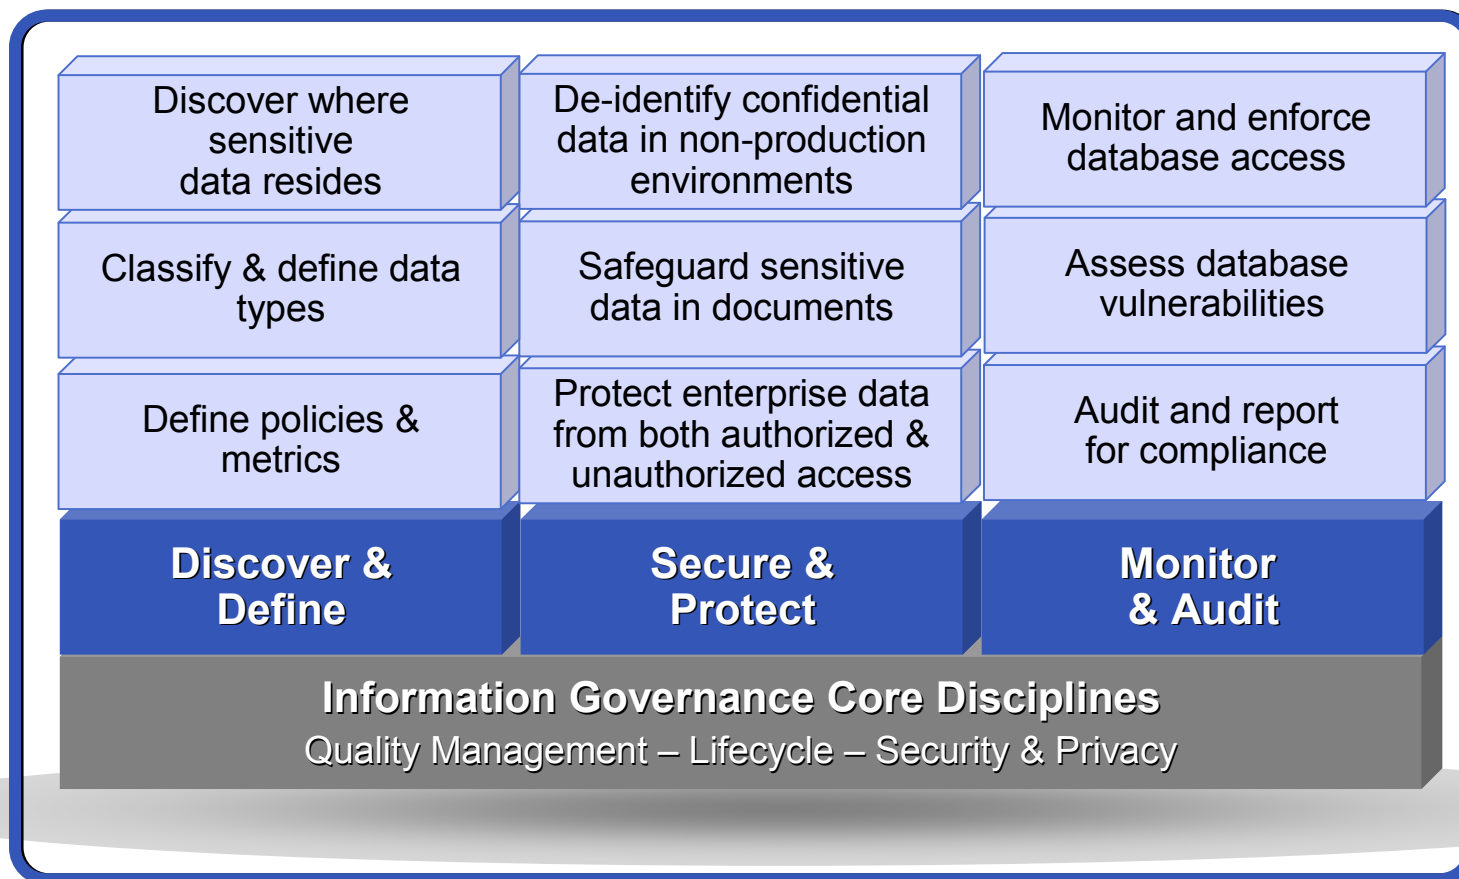 Discover where
sensitive
data resides
De-identify confidential
data in non-production
environments
Monitor and enforce
database access
Classify & define data
types
Safeguard sensitive
data in documents
Assess database
vulnerabilities
Define policies &
metrics
Protect enterprise data
from both authorized &
unauthorized access
Audit and report
for compliance
Discover &
Define
Secure &
Protect
Monitor
& Audit
Information Governance Core Disciplines
Quality Management – Lifecycle – Security & Privacy